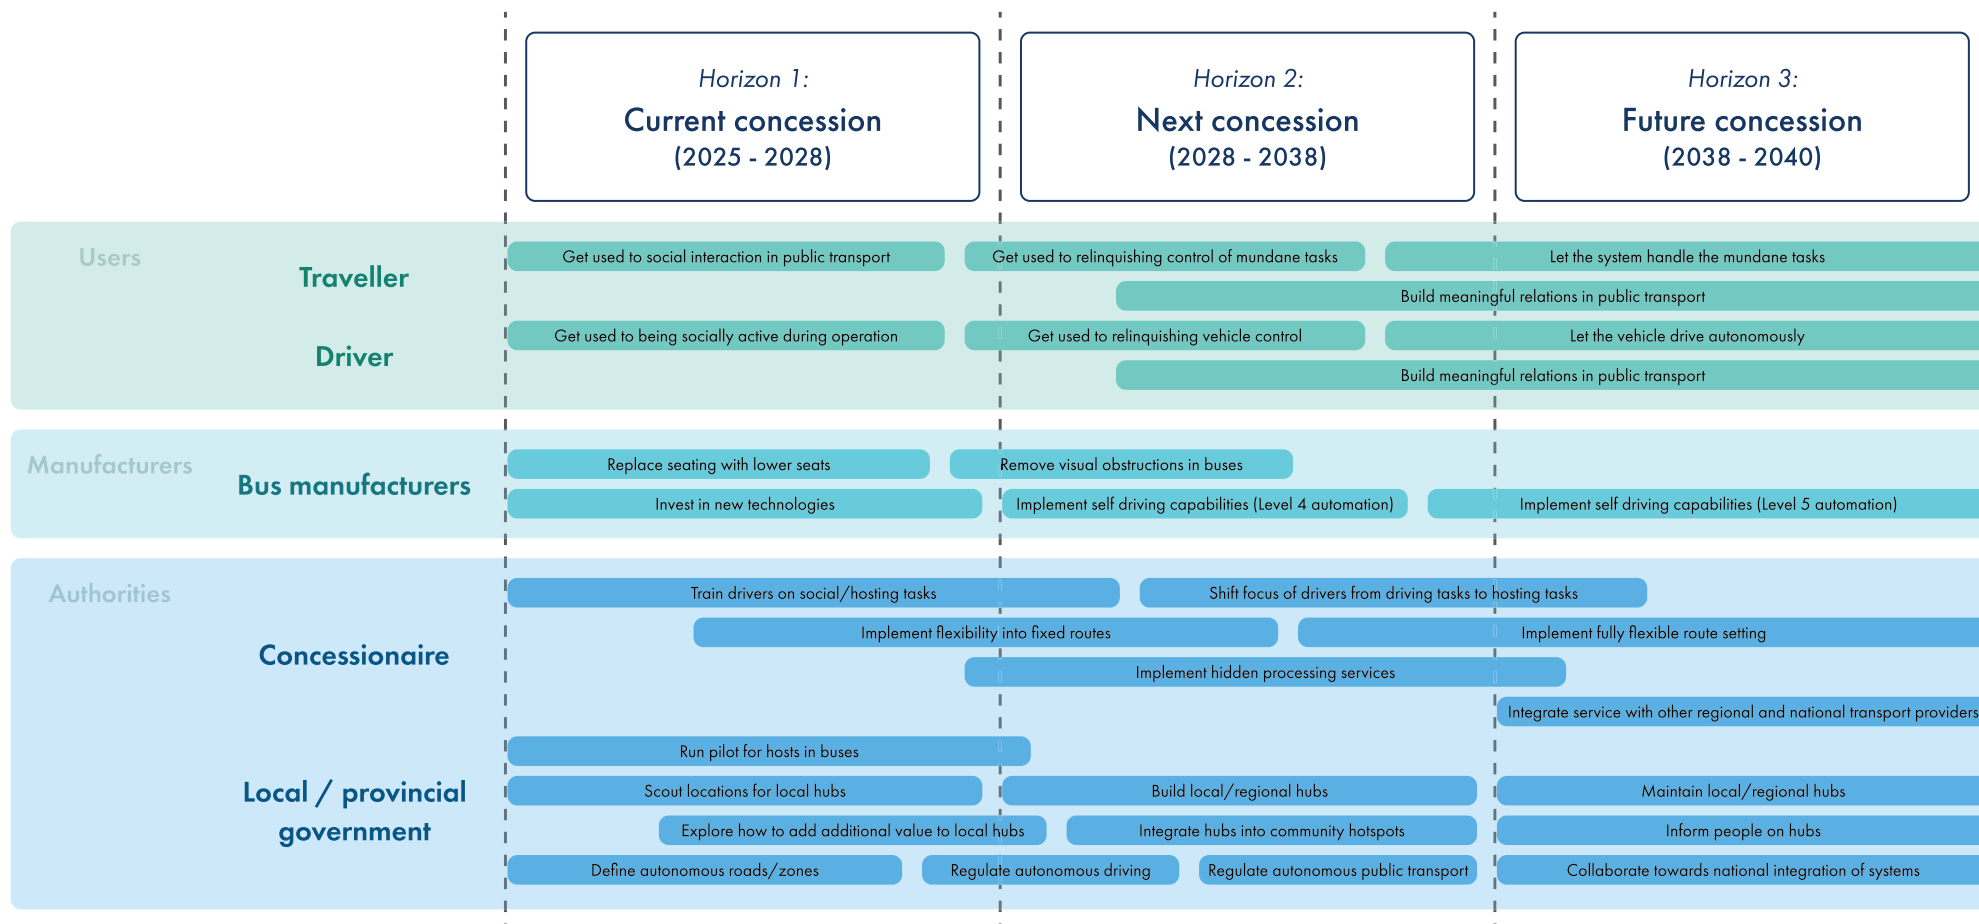 Horizon 1:
Current concession
(2025 - 2028)
Horizon 2:
Next concession
(2028 - 2038)
Horizon 3:
Future concession
(2038 - 2040)
Users
Traveller
Get used to social interaction in public transport
Get used to relinquishing control of mundane tasks
Let the system handle the mundane tasks
Build meaningful relations in public transport
Driver
Get used to being socially active during operation
Get used to relinquishing vehicle control
Let the vehicle drive autonomously
Build meaningful relations in public transport
Manufacturers
Bus manufacturers
Replace seating with lower seats
Remove visual obstructions in buses
Invest in new technologies
Implement self driving capabilities (Level 4 automation)
Implement self driving capabilities (Level 5 automation)
Authorities
Concessionaire
Train drivers on social/hosting tasks
Shift focus of drivers from driving tasks to hosting tasks
Implement flexibility into fixed routes
Implement fully flexible route setting
Implement hidden processing services
Integrate service with other regional and national transport providers
Local / provincial
government
Run pilot for hosts in buses
Scout locations for local hubs
Build local/regional hubs
Maintain local/regional hubs
Explore how to add additional value to local hubs
Integrate hubs into community hotspots
Inform people on hubs
Define autonomous roads/zones
Regulate autonomous driving
Regulate autonomous public transport
Collaborate towards national integration of systems